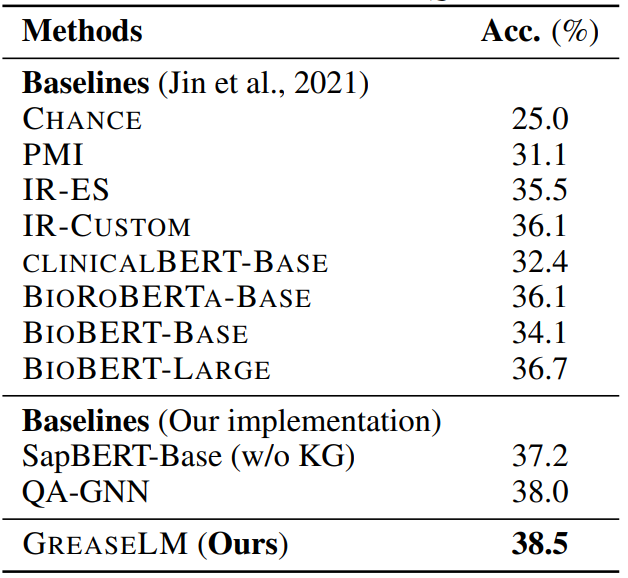 Methods Acc. (%)
Baselines (Jin et al., 2021)
CHANCE 25.0
PMI 31.1
IR-ES 35.5
IR-CUSTOM 36.1
CLINICALBERT-BASE 32.4
BIOROBERTA-BASE 36.1
BIOBERT-BASE 34.1
BIOBERT-LARGE 36.7
Baselines (Our implementation)
SapBERT-Base (w/o KG) 37.2
QA-GNN 38.0
GREASELM (Ours) 38.5